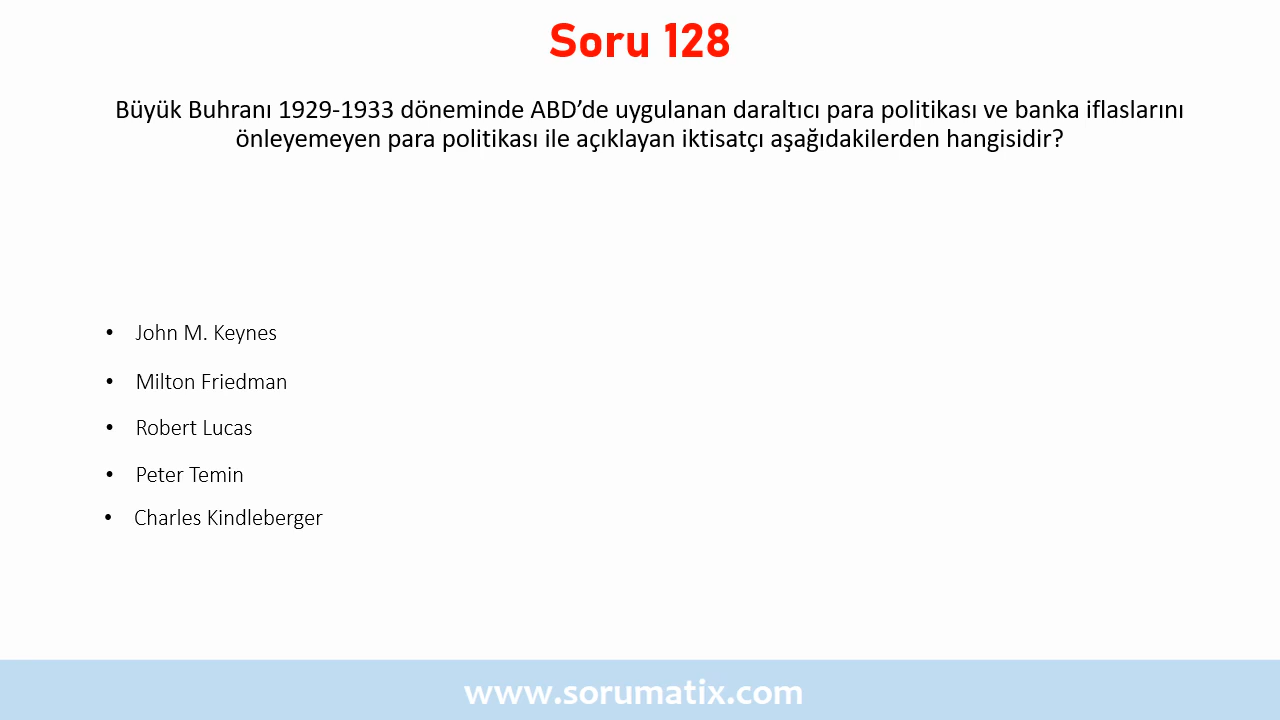 Soru 128
Büyük Buhranı 1929-1933 döneminde ABD’de uygulanan daraltıcı para politikası ve banka iflaslarını
önleyemeyen para politikası ile açıklayan iktisatçı aşağıdakilerden hangisidir?
• John M. Keynes
• Milton Friedman
• Robert Lucas
• Peter Temin
• Charles Kindleberger
www.sorumatix.com